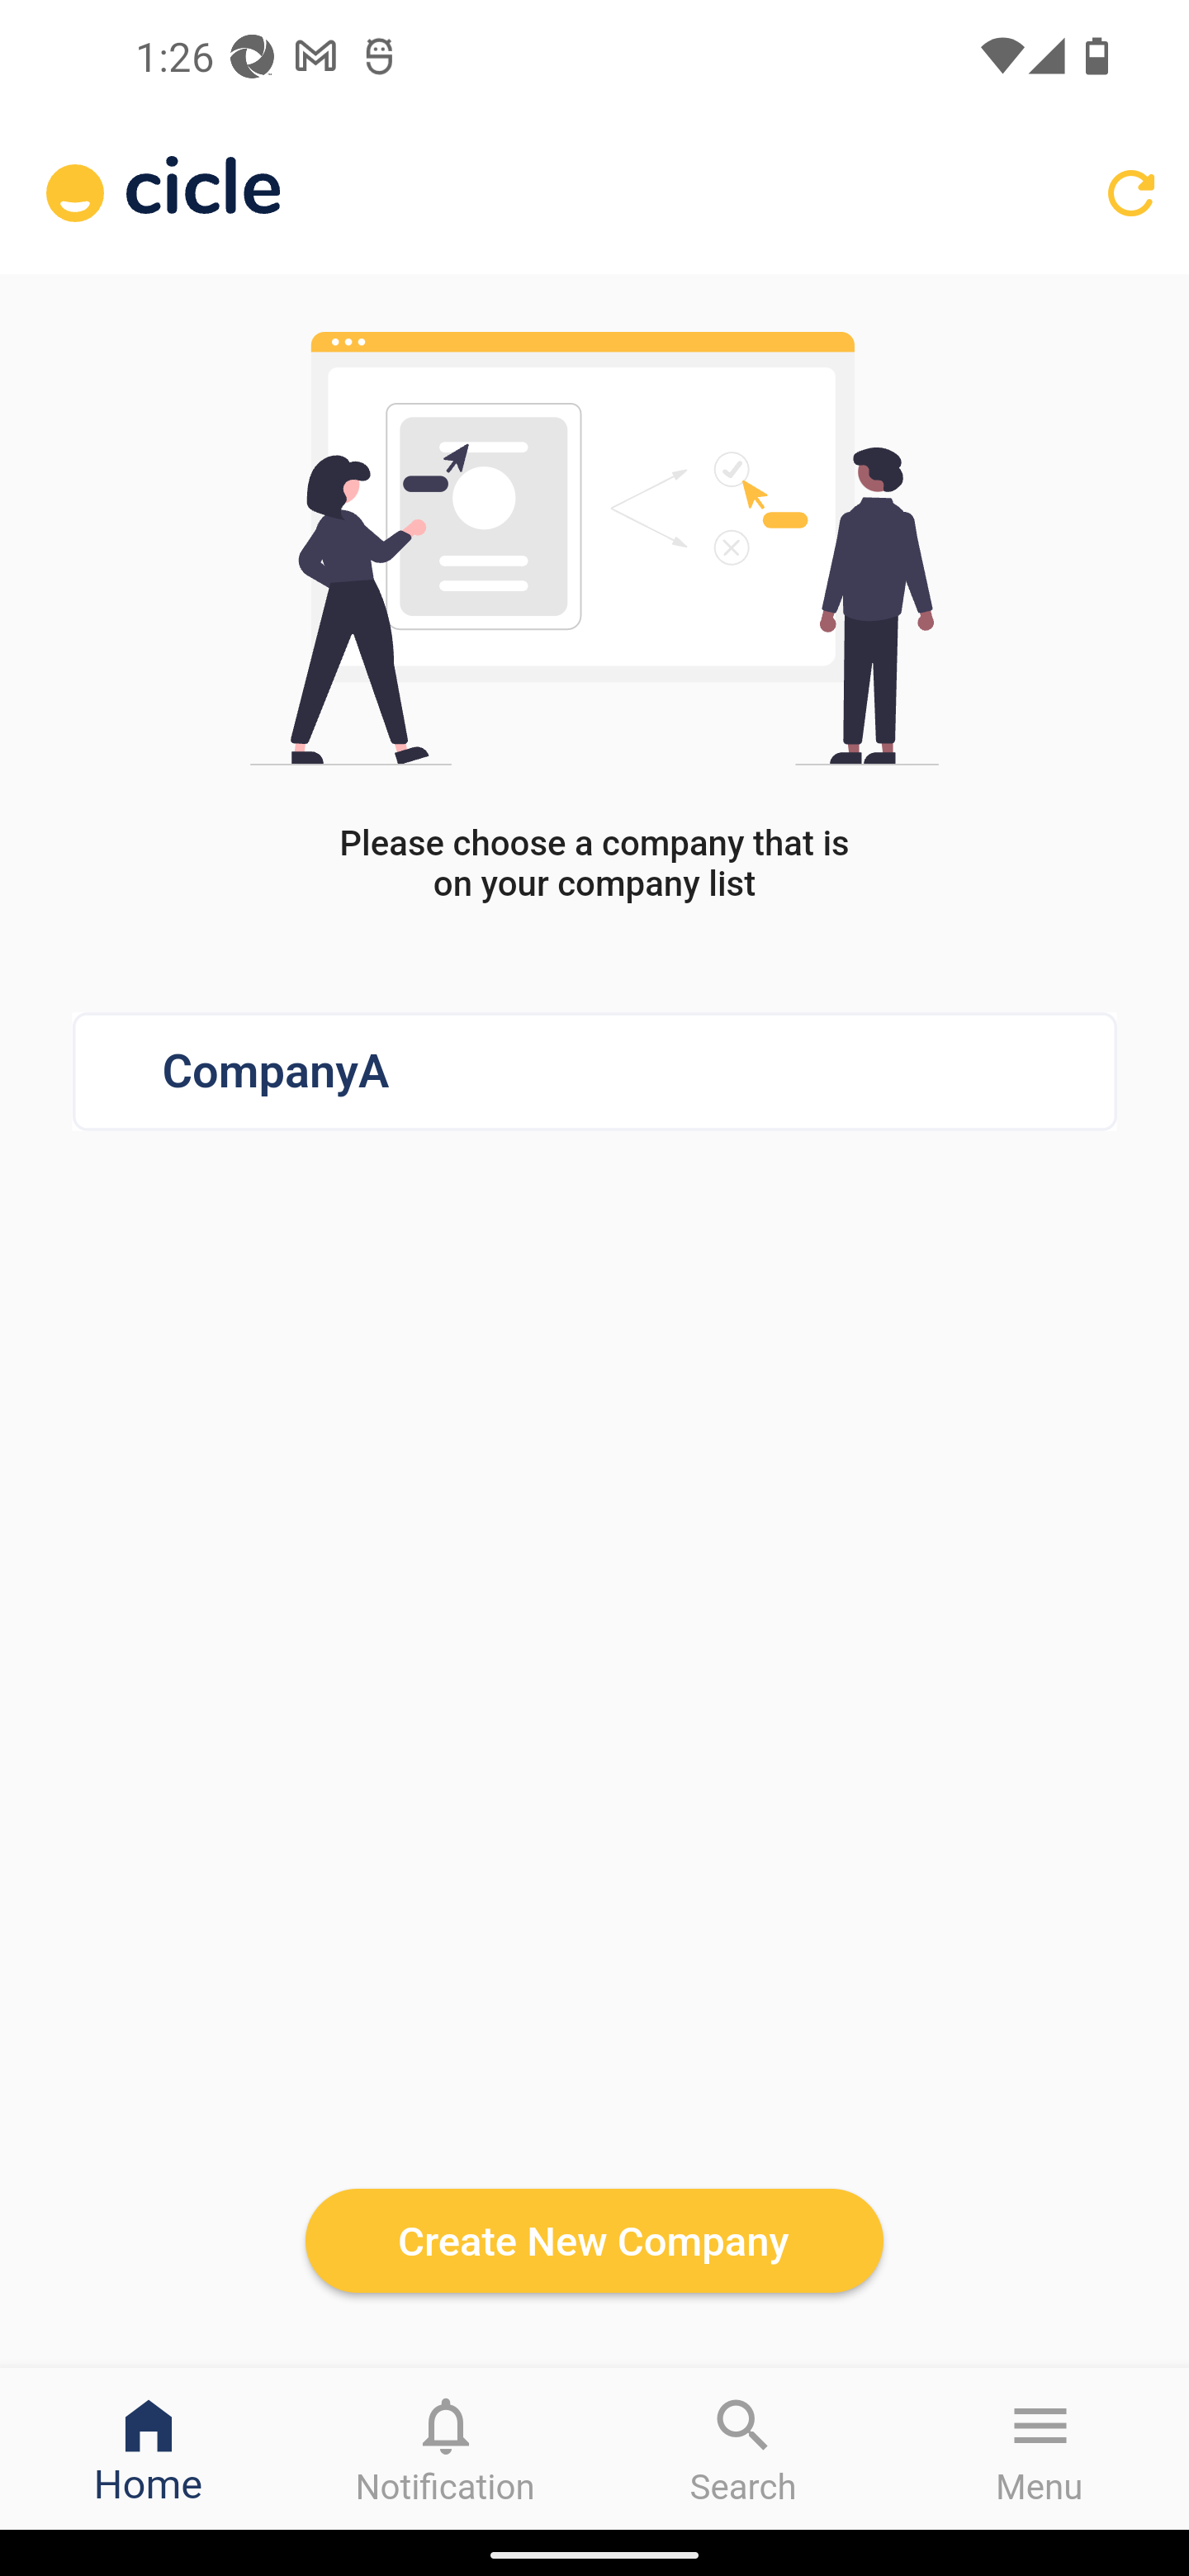 1:26
cicle
Please choose a company that is
on your company list
CompanyA
Create New Company
Home
Notification
Search
Menu